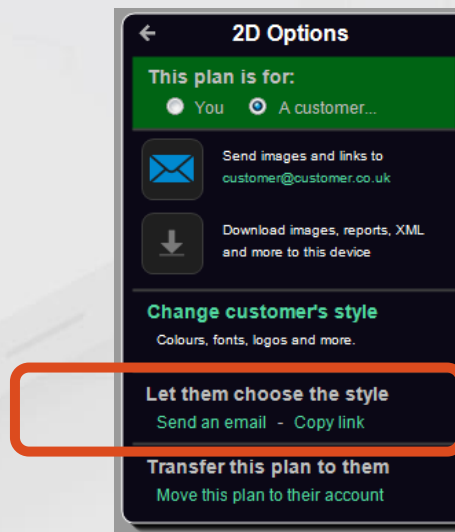 2D Options
This plan is for:
You A customer...
Send images and links to
customer@customer.co.uk
Download images, reports, XML
and more to this device
Change customer's style
Colours, fonts, logos and more.
Let them choose the style
Send an email - Copy link
Transfer this plan to them
Move this plan to their account